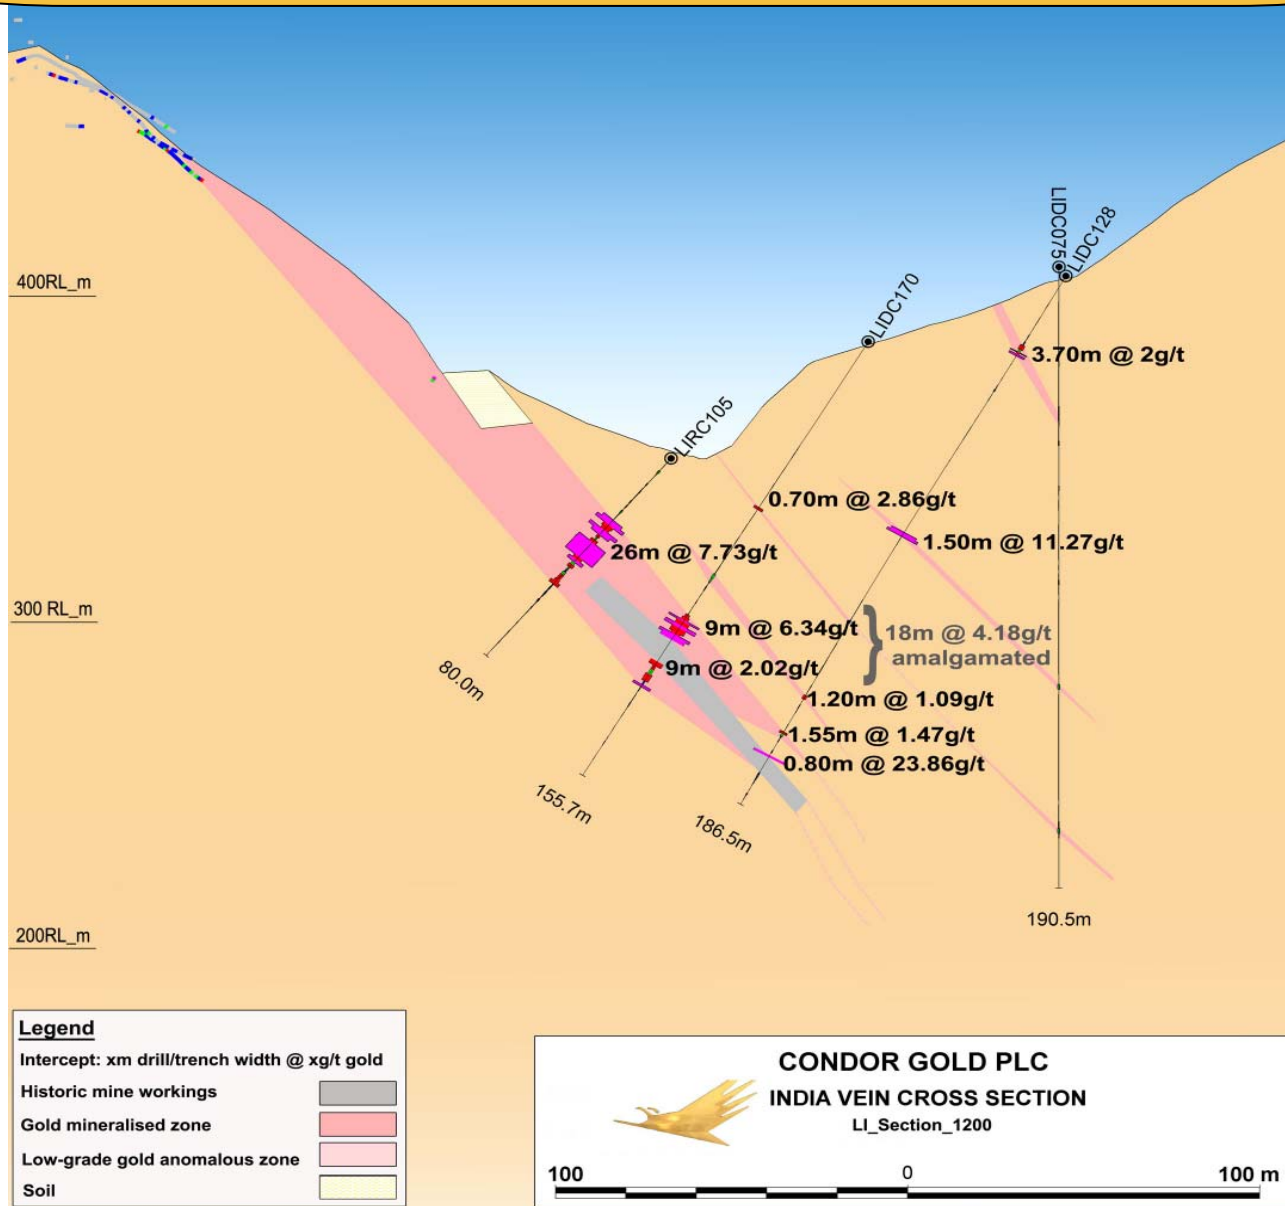 LIDC075
LIDC128
400RL_m
LIDC170
3.70m @ 2g/t
LIRC105
0.70m @ 2.86g/t
1.50m @ 11.27g/t
26m @ 7.73g/t
300 RL_m
9m @ 6.34g/t
18m @ 4.18g/t
amalgamated
9m @ 2.02g/t
80.0m
1.20m @ 1.09g/t
1.55m @ 1.47g/t
0.80m @ 23.86g/t
155.7m
186.5m
190.5m
200RL_m
Legend
Intercept: xm drill/trench width @ xg/t gold
Historic mine workings
Gold mineralised zone
Low-grade gold anomalous zone
Soil
CONDOR GOLD PLC
INDIA VEIN CROSS SECTION
LI_Section_1200
100 0 100 m